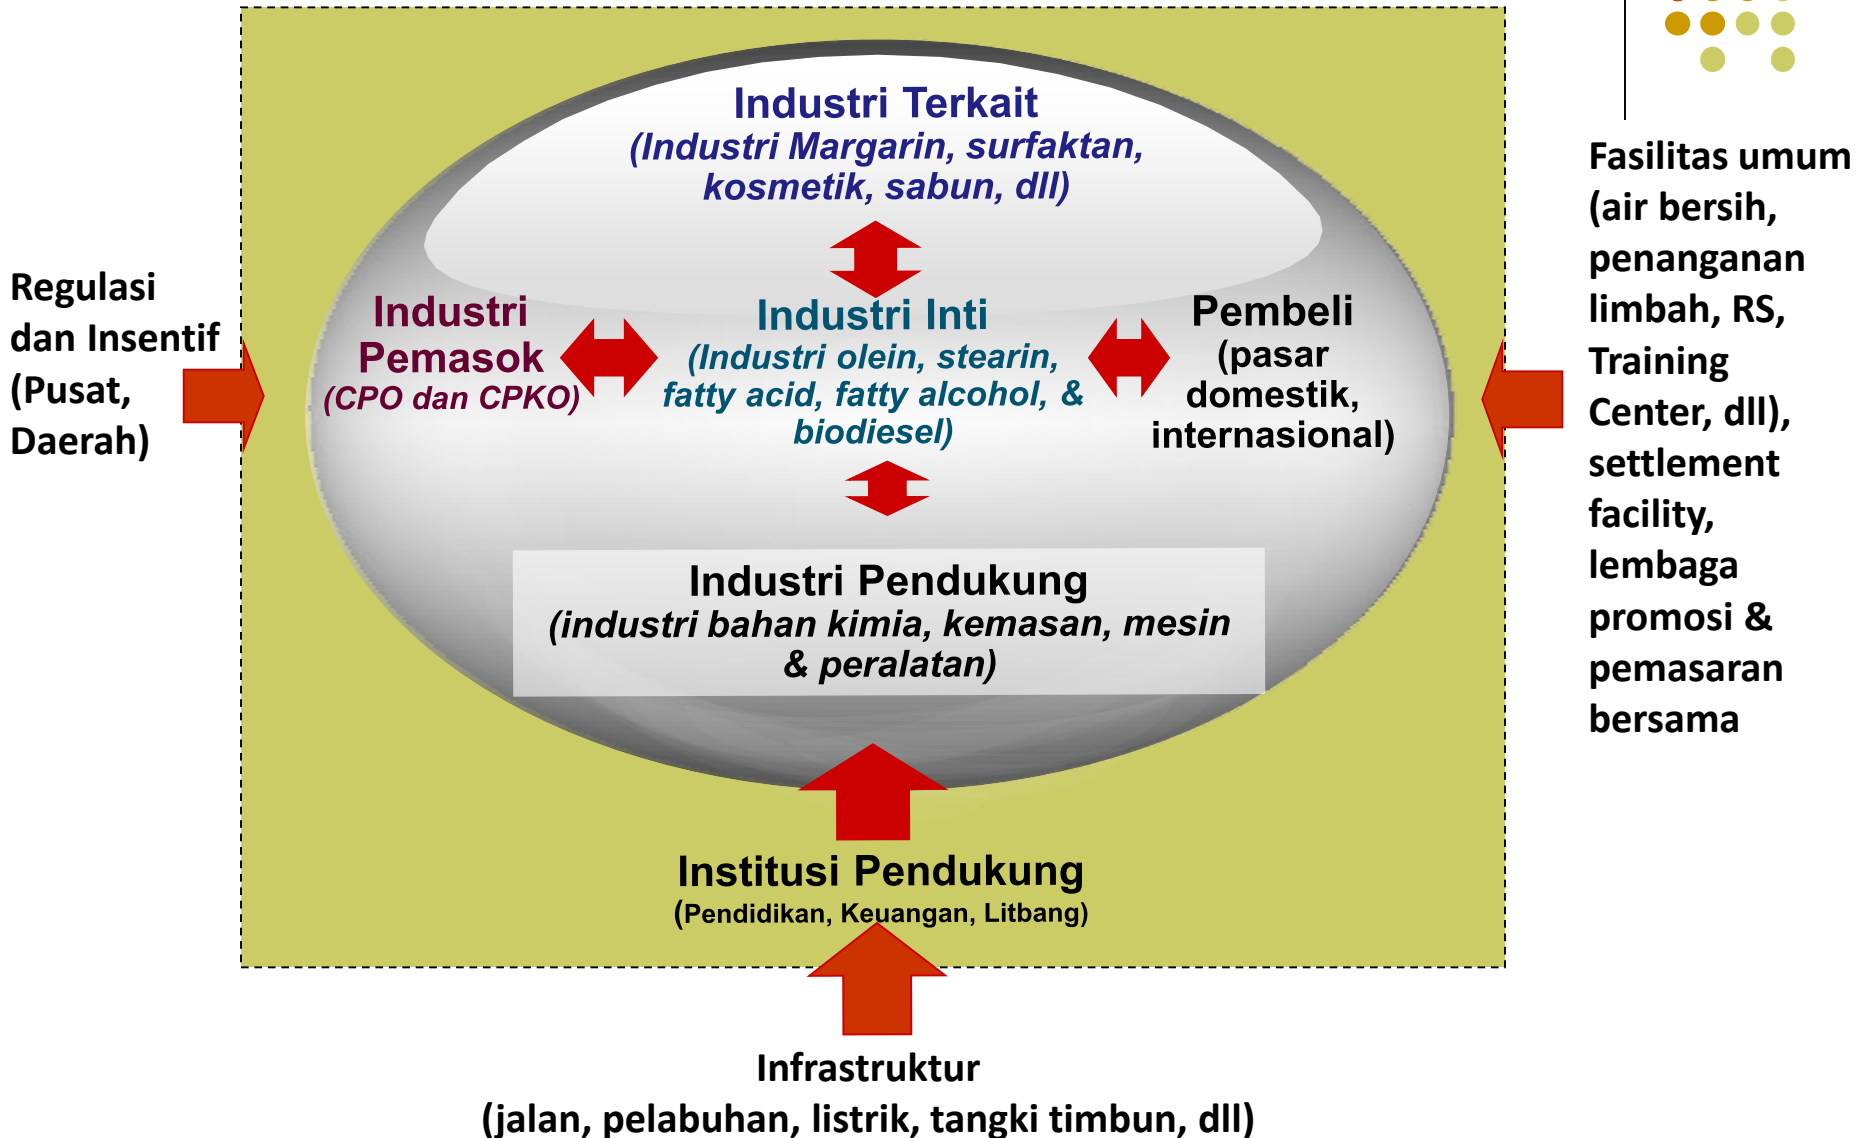 Industri Terkait
(Industri Margarin, surfaktan,
kosmetik, sabun, dll)
Regulasi
dan Insentif
(Pusat,
Daerah)
Industri
Pemasok
(CPO dan CPKO)
Industri Inti
(Industri olein, stearin,
fatty acid, fatty alcohol, &
biodiesel)
Pembeli
(pasar
domestik,
internasional)
Fasilitas umum
(air bersih,
penanganan
limbah, RS,
Training
Center, dll),
settlement
facility,
lembaga
promosi &
pemasaran
bersama
Industri Pendukung
(industri bahan kimia, kemasan, mesin
& peralatan)
Institusi Pendukung
(Pendidikan, Keuangan, Litbang)
Infrastruktur
(jalan, pelabuhan, listrik, tangki timbun, dll)